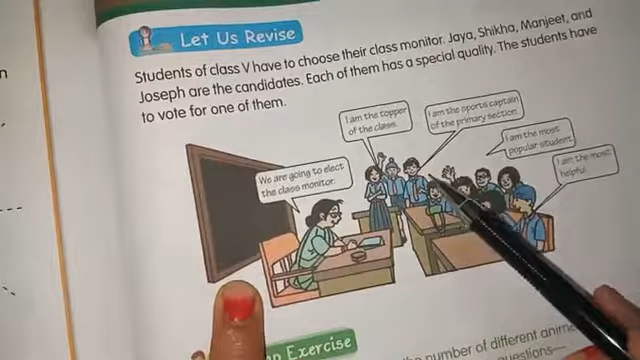 Let Us Revise
Students of class V have to choose their class monitor. Jaya, Shikha, Manjeet, and
Joseph are the candidates. Each of them has a special quality. The students have
to vote for one of them.
I am the topper
of the class.
I am the sports captain
of the primary section.
I am the most
popular student.
I am the most
helpful.
We are going to elect
the class monitor.
Exercise
the number of different anim
questions—